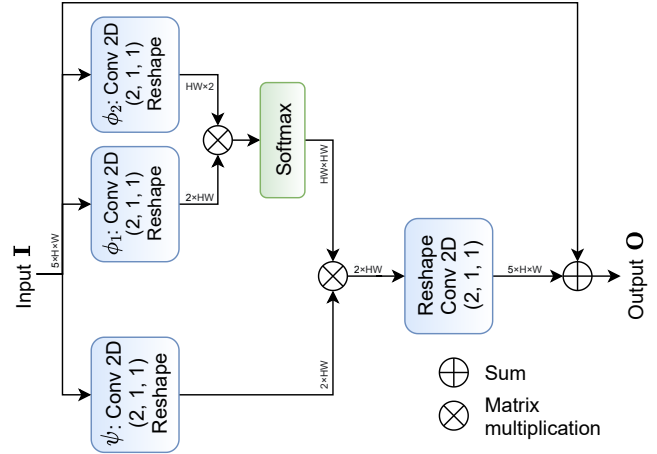 Input I
5×H×W
ϕ₂: Conv 2D
(2, 1, 1)
Reshape
HW×2
ϕ₁: Conv 2D
(2, 1, 1)
Reshape
2×HW
Softmax
HW×HW
ψ: Conv 2D
(2, 1, 1)
Reshape
2×HW
2×HW
Reshape
Conv 2D
(2, 1, 1)
5×H×W
Output O
Sum
Matrix
multiplication